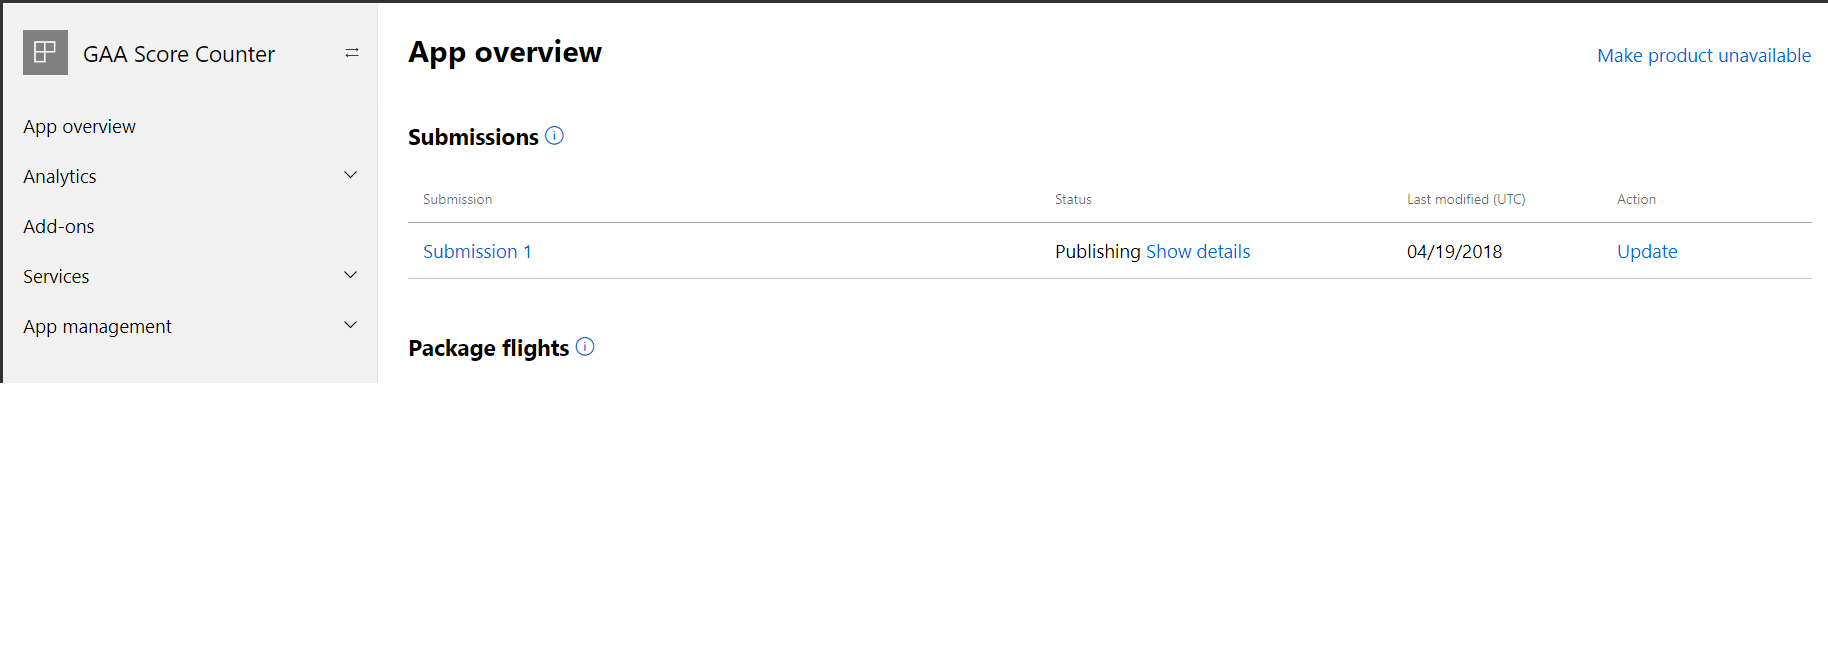 GAA Score Counter
App overview
Analytics
Add-ons
Services
App management
App overview
Make product unavailable
Submissions
Submission Status Last modified (UTC) Action
Submission 1 Publishing Show details 04/19/2018 Update
Package flights